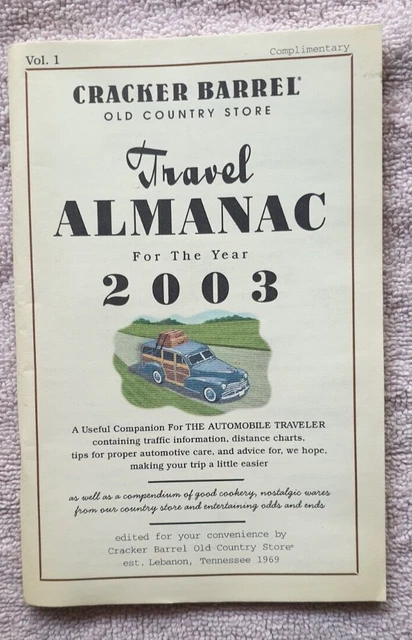 Vol. 1
Complimentary
CRACKER BARREL®
OLD COUNTRY STORE
Travel
ALMANAC
For The Year
2003
A Useful Companion For THE AUTOMOBILE TRAVELER
containing traffic information, distance charts,
tips for proper automotive care, and advice for, we hope,
making your trip a little easier
as well as a compendium of good cookery, nostalgic wares
from our country store and entertaining odds and ends
edited for your convenience by
Cracker Barrel Old Country Store®
est. Lebanon, Tennessee 1969